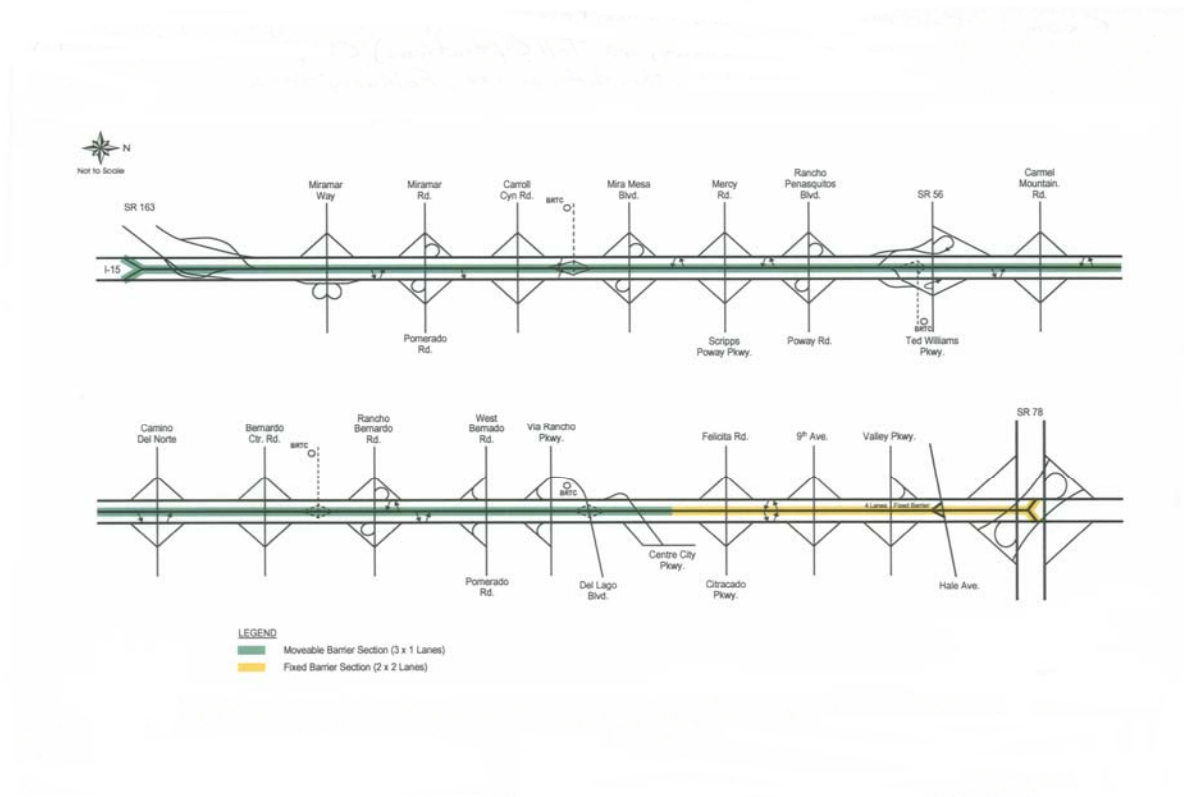 N
Not to Scale
SR 163
Miramar
Way
Miramar
Rd.
Carroll
Cyn Rd.
BRTC
Mira Mesa
Blvd.
Mercy
Rd.
Rancho
Penasquitos
Blvd.
SR 56
Carmel
Mountain.
Rd.
I-15
Pomerado
Rd.
Scripps
Poway Pkwy.
Poway Rd.
BRTC
Ted Williams
Pkwy.
Camino
Del Norte
Bernardo
Ctr. Rd.
BRTC
Rancho
Bernardo
Rd.
West
Bernado
Rd.
Via Rancho
Pkwy.
BRTC
Felicita Rd.
9th Ave.
Valley Pkwy.
SR 78
4 Lanes Fixed Barrier
Centre City
Pkwy.
Pomerado
Rd.
Del Lago
Blvd.
Citracado
Pkwy.
Hale Ave.
LEGEND
Moveable Barrier Section (3 x 1 Lanes)
Fixed Barrier Section (2 x 2 Lanes)